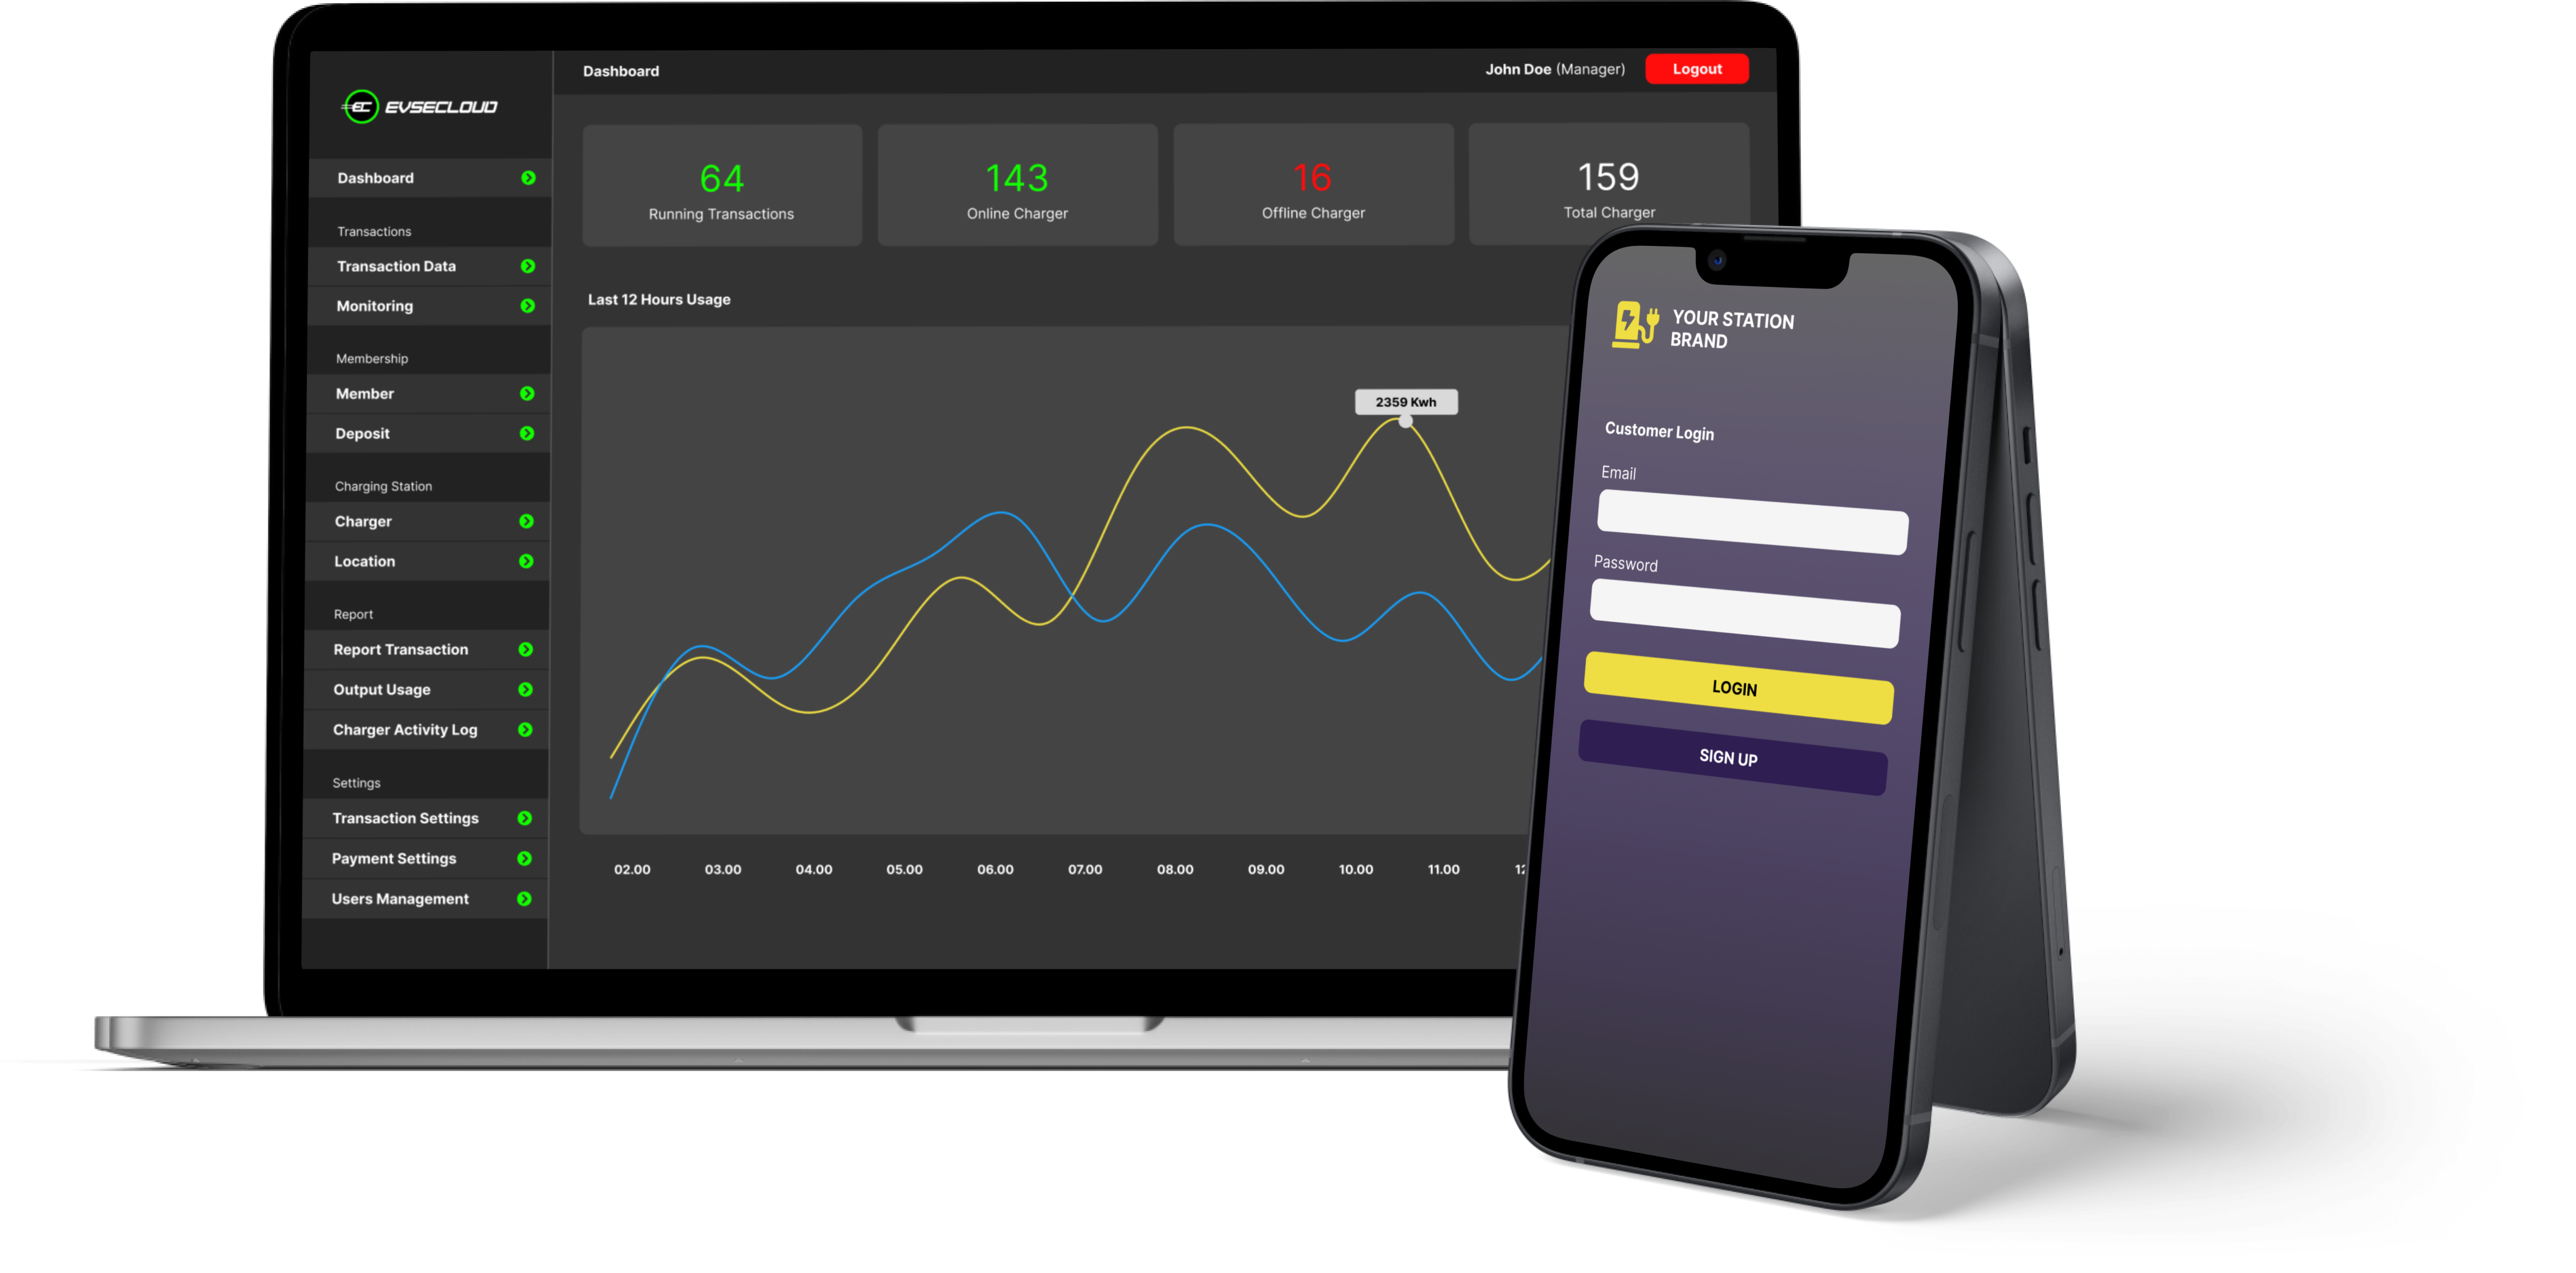 EC EVSECLOUD
Dashboard
John Doe (Manager)
Logout
Dashboard
Transactions
Transaction Data
Monitoring
Membership
Member
Deposit
Charging Station
Charger
Location
Report
Report Transaction
Output Usage
Charger Activity Log
Settings
Transaction Settings
Payment Settings
Users Management
64
Running Transactions
143
Online Charger
16
Offline Charger
159
Total Charger
Last 12 Hours Usage
2359 Kwh
02.00 03.00 04.00 05.00 06.00 07.00 08.00 09.00 10.00 11.00
YOUR STATION
BRAND
Customer Login
Email
Password
LOGIN
SIGN UP